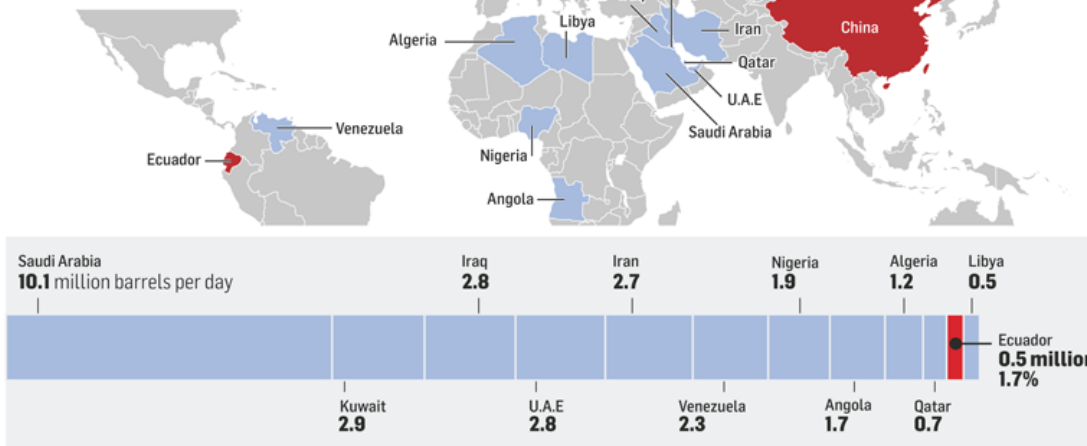 Libya
Algeria
Iran
China
Qatar
U.A.E
Saudi Arabia
Venezuela
Ecuador
Nigeria
Angola
Saudi Arabia
10.1 million barrels per day
Iraq
2.8
Iran
2.7
Nigeria
1.9
Algeria
1.2
Libya
0.5
Ecuador
0.5 million
1.7%
Kuwait
2.9
U.A.E
2.8
Venezuela
2.3
Angola
1.7
Qatar
0.7